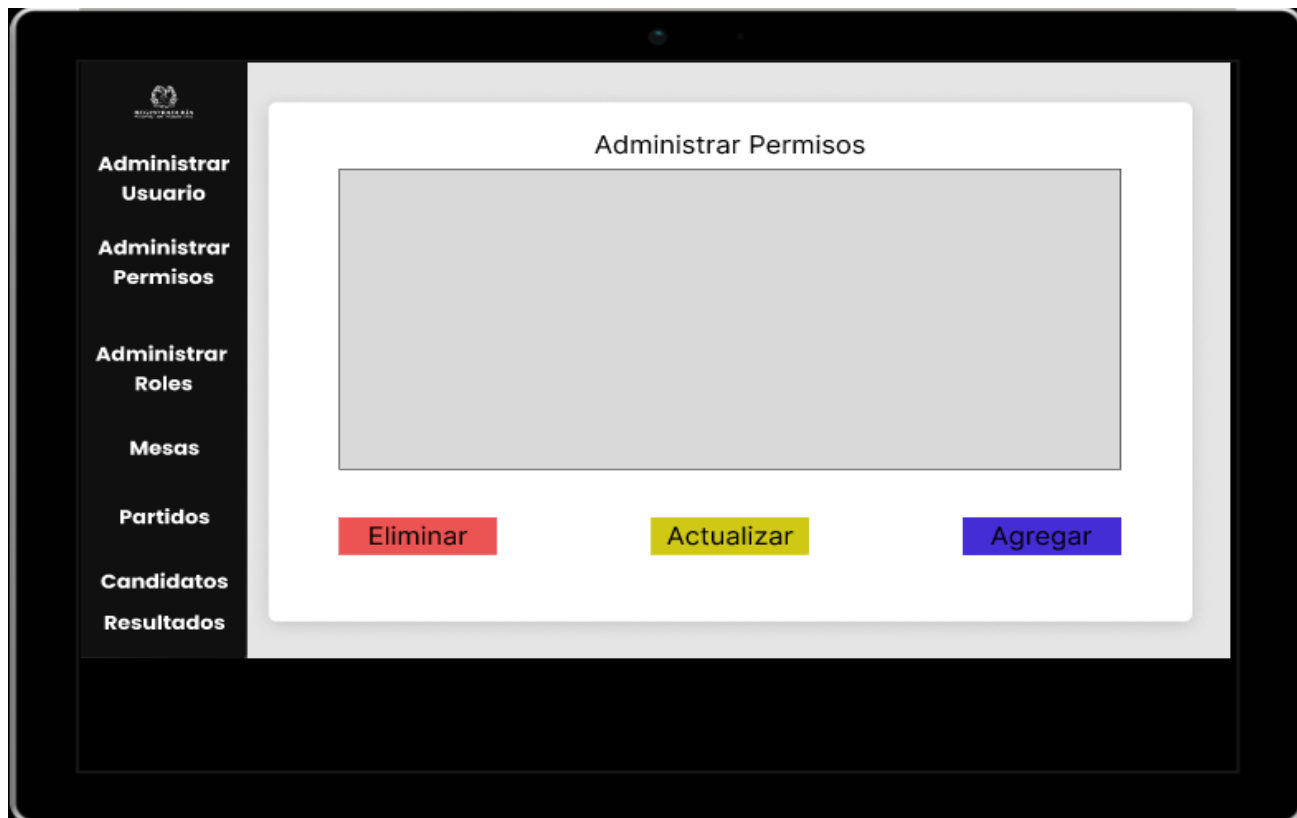 Administrar
Usuario
Administrar
Permisos
Administrar
Roles
Mesas
Partidos
Candidatos
Resultados
Administrar Permisos
Eliminar
Actualizar
Agregar